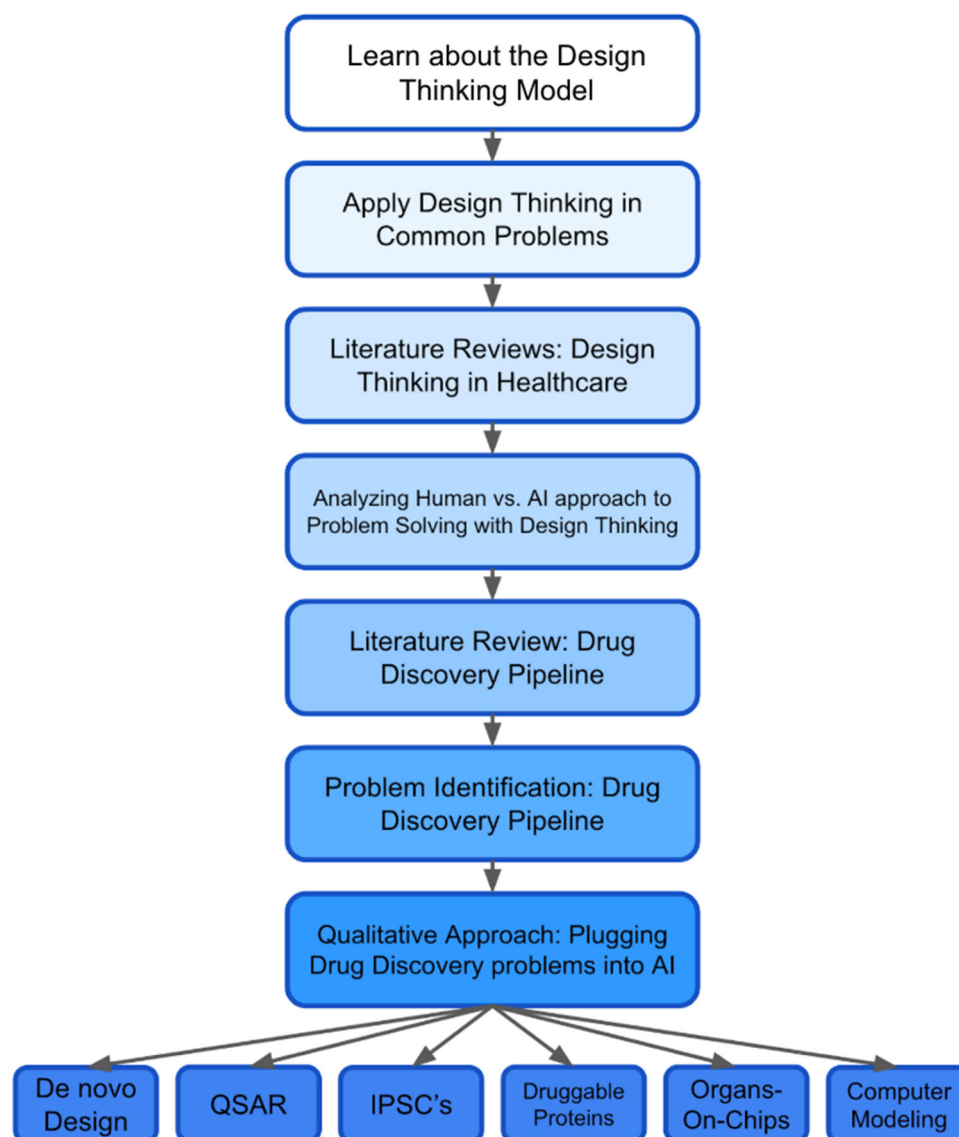 Learn about the Design
Thinking Model
Apply Design Thinking in
Common Problems
Literature Reviews: Design
Thinking in Healthcare
Analyzing Human vs. AI approach to
Problem Solving with Design Thinking
Literature Review: Drug
Discovery Pipeline
Problem Identification: Drug
Discovery Pipeline
Qualitative Approach: Plugging
Drug Discovery problems into AI
De novo
Design
QSAR
IPSC's
Druggable
Proteins
Organs-
On-Chips
Computer
Modeling